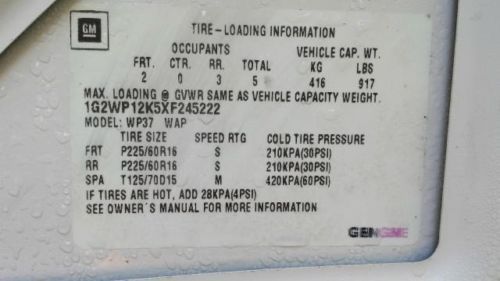 GM
TIRE-LOADING INFORMATION
OCCUPANTS VEHICLE CAP. WT.
FRT. CTR. RR. TOTAL KG LBS
2 0 3 5 416 917
MAX. LOADING @ GVWR SAME AS VEHICLE CAPACITY WEIGHT.
1G2WP12K5XF245222
MODEL: WP37 WAP
TIRE SIZE SPEED RTG COLD TIRE PRESSURE
FRT P225/60R16 S 210KPA(30PSI)
RR P225/60R16 S 210KPA(30PSI)
SPA T125/70D15 M 420KPA(60PSI)
IF TIRES ARE HOT, ADD 28KPA(4PSI)
SEE OWNER'S MANUAL FOR MORE INFORMATION